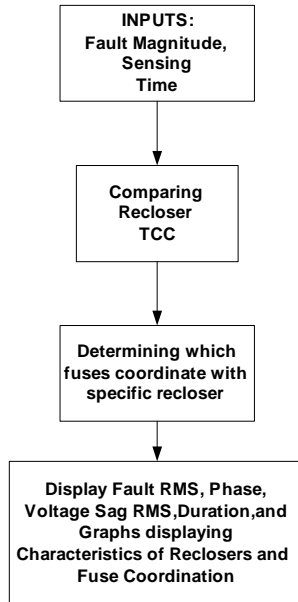 INPUTS:
Fault Magnitude,
Sensing
Time
Comparing
Recloser
TCC
Determining which
fuses coordinate with
specific recloser
Display Fault RMS, Phase,
Voltage Sag RMS,Duration,and
Graphs displaying
Characteristics of Reclosers and
Fuse Coordination